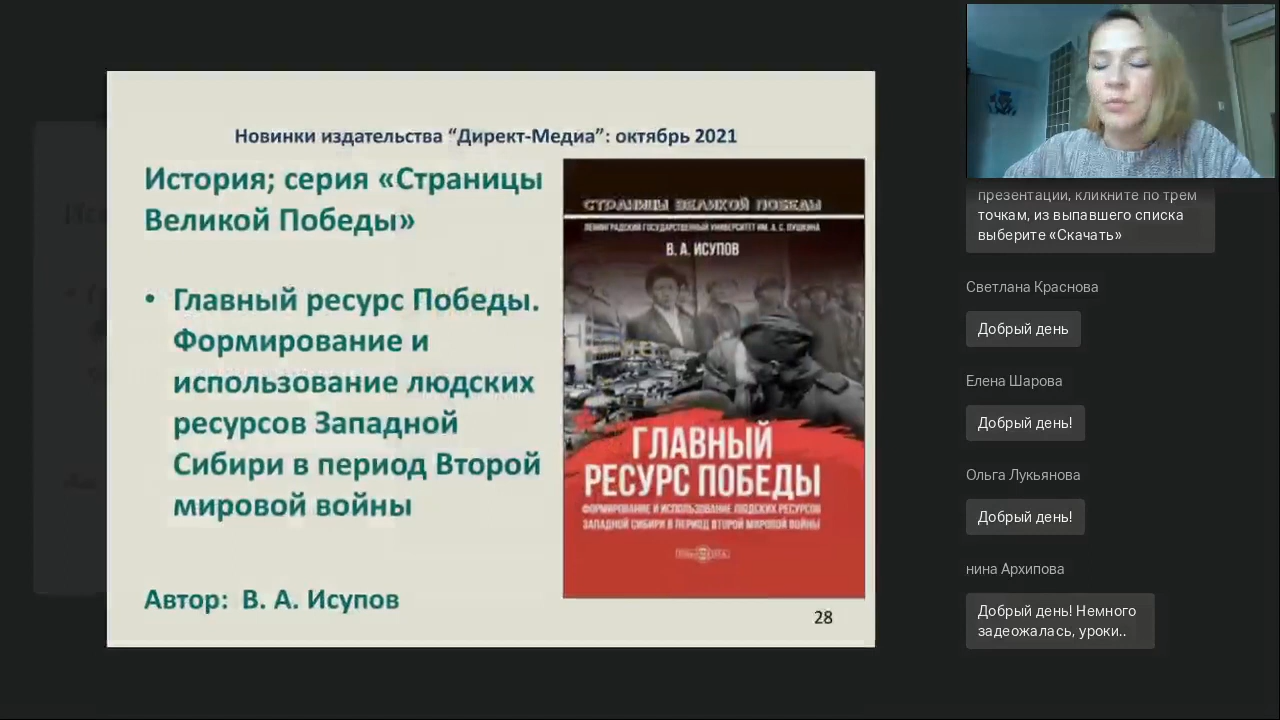 Новинки издательства “Директ-Медиа”: октябрь 2021
История; серия «Страницы
Великой Победы»
• Главный ресурс Победы.
Формирование и
использование людских
ресурсов Западной
Сибири в период Второй
мировой войны
Автор: В. А. Исупов
СТРАНИЦЫ ВЕЛИКОЙ ПОБЕДЫ
ЛЕНИНГРАДСКИЙ ГОСУДАРСТВЕННЫЙ УНИВЕРСИТЕТ ИМ. А. С. ПУШКИНА
В. А. ИСУПОВ
ГЛАВНЫЙ
РЕСУРС ПОБЕДЫ
ФОРМИРОВАНИЕ И ИСПОЛЬЗОВАНИЕ ЛЮДСКИХ РЕСУРСОВ
ЗАПАДНОЙ СИБИРИ В ПЕРИОД ВТОРОЙ МИРОВОЙ ВОЙНЫ
28
презентации, кликните по трем
точкам, из выпавшего списка
выберите «Скачать»
Светлана Краснова
Добрый день
Елена Шарова
Добрый день!
Ольга Лукьянова
Добрый день!
нина Архипова
Добрый день! Немного
задеожалась, уроки..